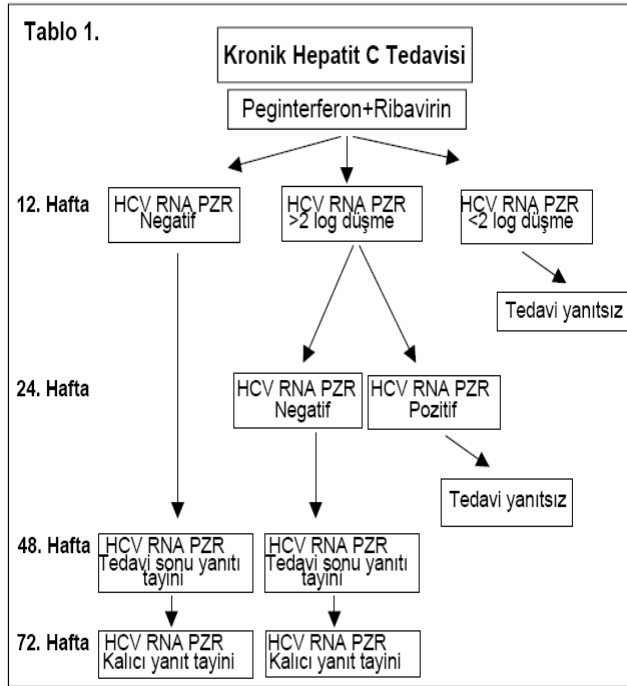 Tablo 1.
Kronik Hepatit C Tedavisi
Peginterferon+Ribavirin
12. Hafta
HCV RNA PZR
Negatif
HCV RNA PZR
>2 log düşme
HCV RNA PZR
<2 log düşme
Tedavi yanıtsız
24. Hafta
HCV RNA PZR
Negatif
HCV RNA PZR
Pozitif
Tedavi yanıtsız
48. Hafta
HCV RNA PZR
Tedavi sonu yanıtı
tayini
HCV RNA PZR
Tedavi sonu yanıtı
tayini
72. Hafta
HCV RNA PZR
Kalıcı yanıt tayini
HCV RNA PZR
Kalıcı yanıt tayini